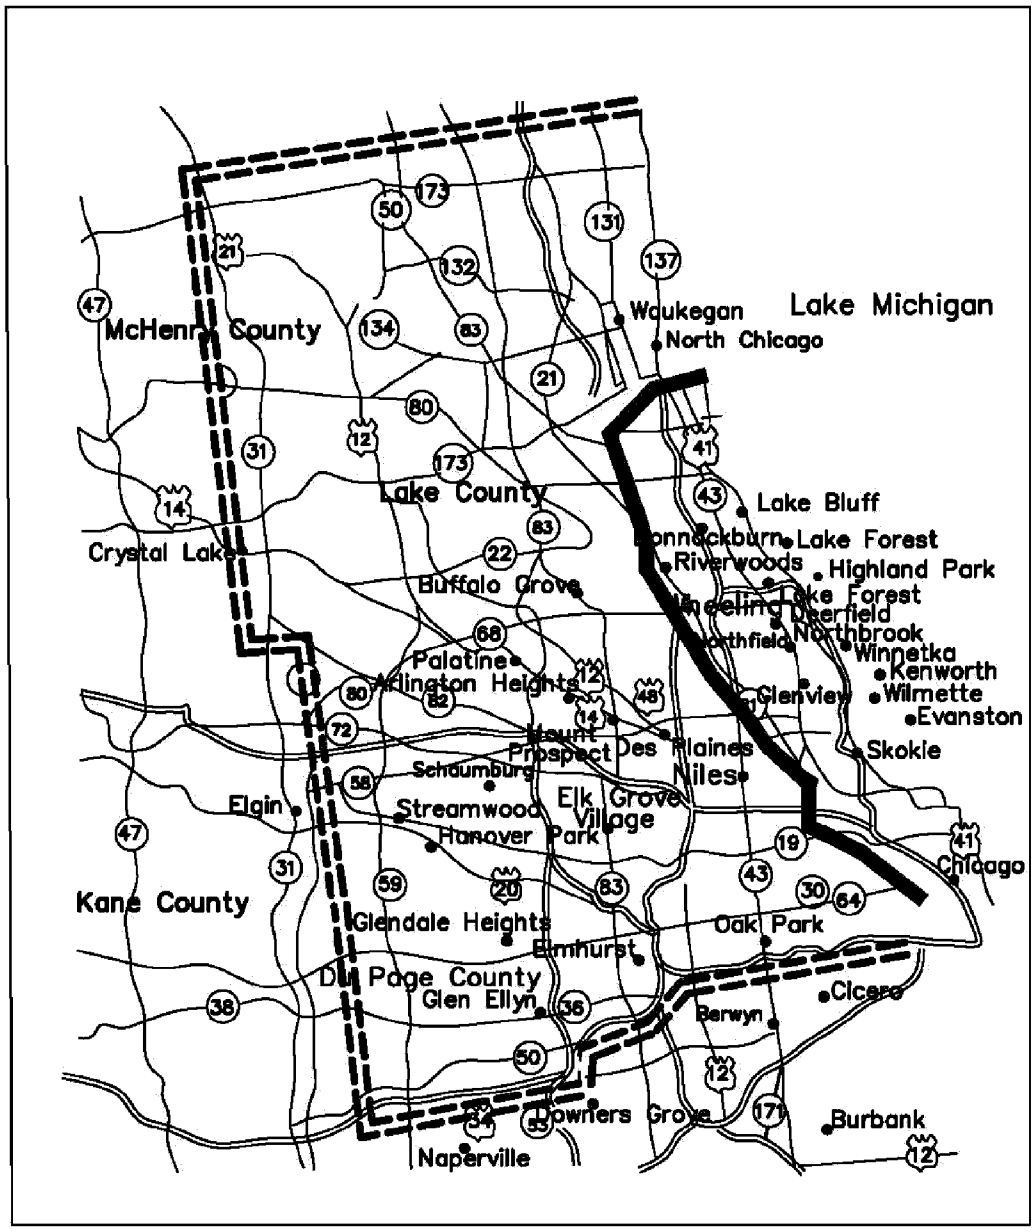 173
50
131
21
132
137
47
Waukegan
Lake Michigan
McHenry County
134
83
North Chicago
21
80
12
41
31
173
43
Lake County
14
Lake Bluff
83
Crystal Lake
22
Lake Forest
Riverwoods
Highland Park
Buffalo Grove
Lake Forest
Wheeling
Deerfield
68
Northfield
Northbrook
Winnetka
Palatine
12
Kenworth
80
Arlington Heights
48
Glenview
Wilmette
82
14
72
Mount
Prospect
Des Plaines
Evanston
Skokie
Schaumburg
Niles
58
Elk Grove
Village
Elgin
Streamwood
47
Hanover Park
19
41
31
59
20
83
43
30
64
Chicago
Kane County
Glendale Heights
Oak Park
Elmhurst
Du Page County
38
Glen Ellyn
36
Cicero
Berwyn
50
12
34
53
Downers Grove
171
Burbank
Naperville
12